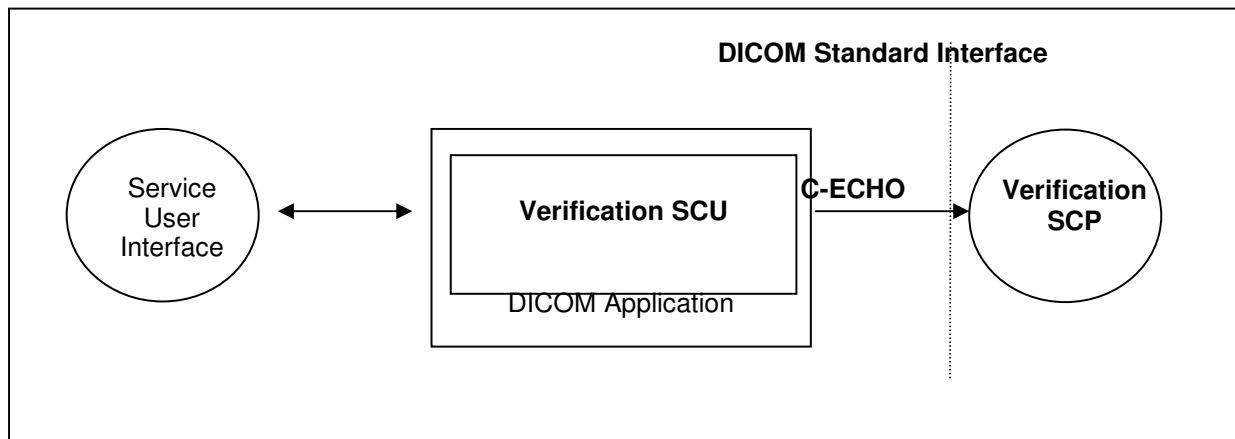 DICOM Standard Interface
Service
User
Interface
Verification SCU
DICOM Application
C-ECHO
Verification
SCP